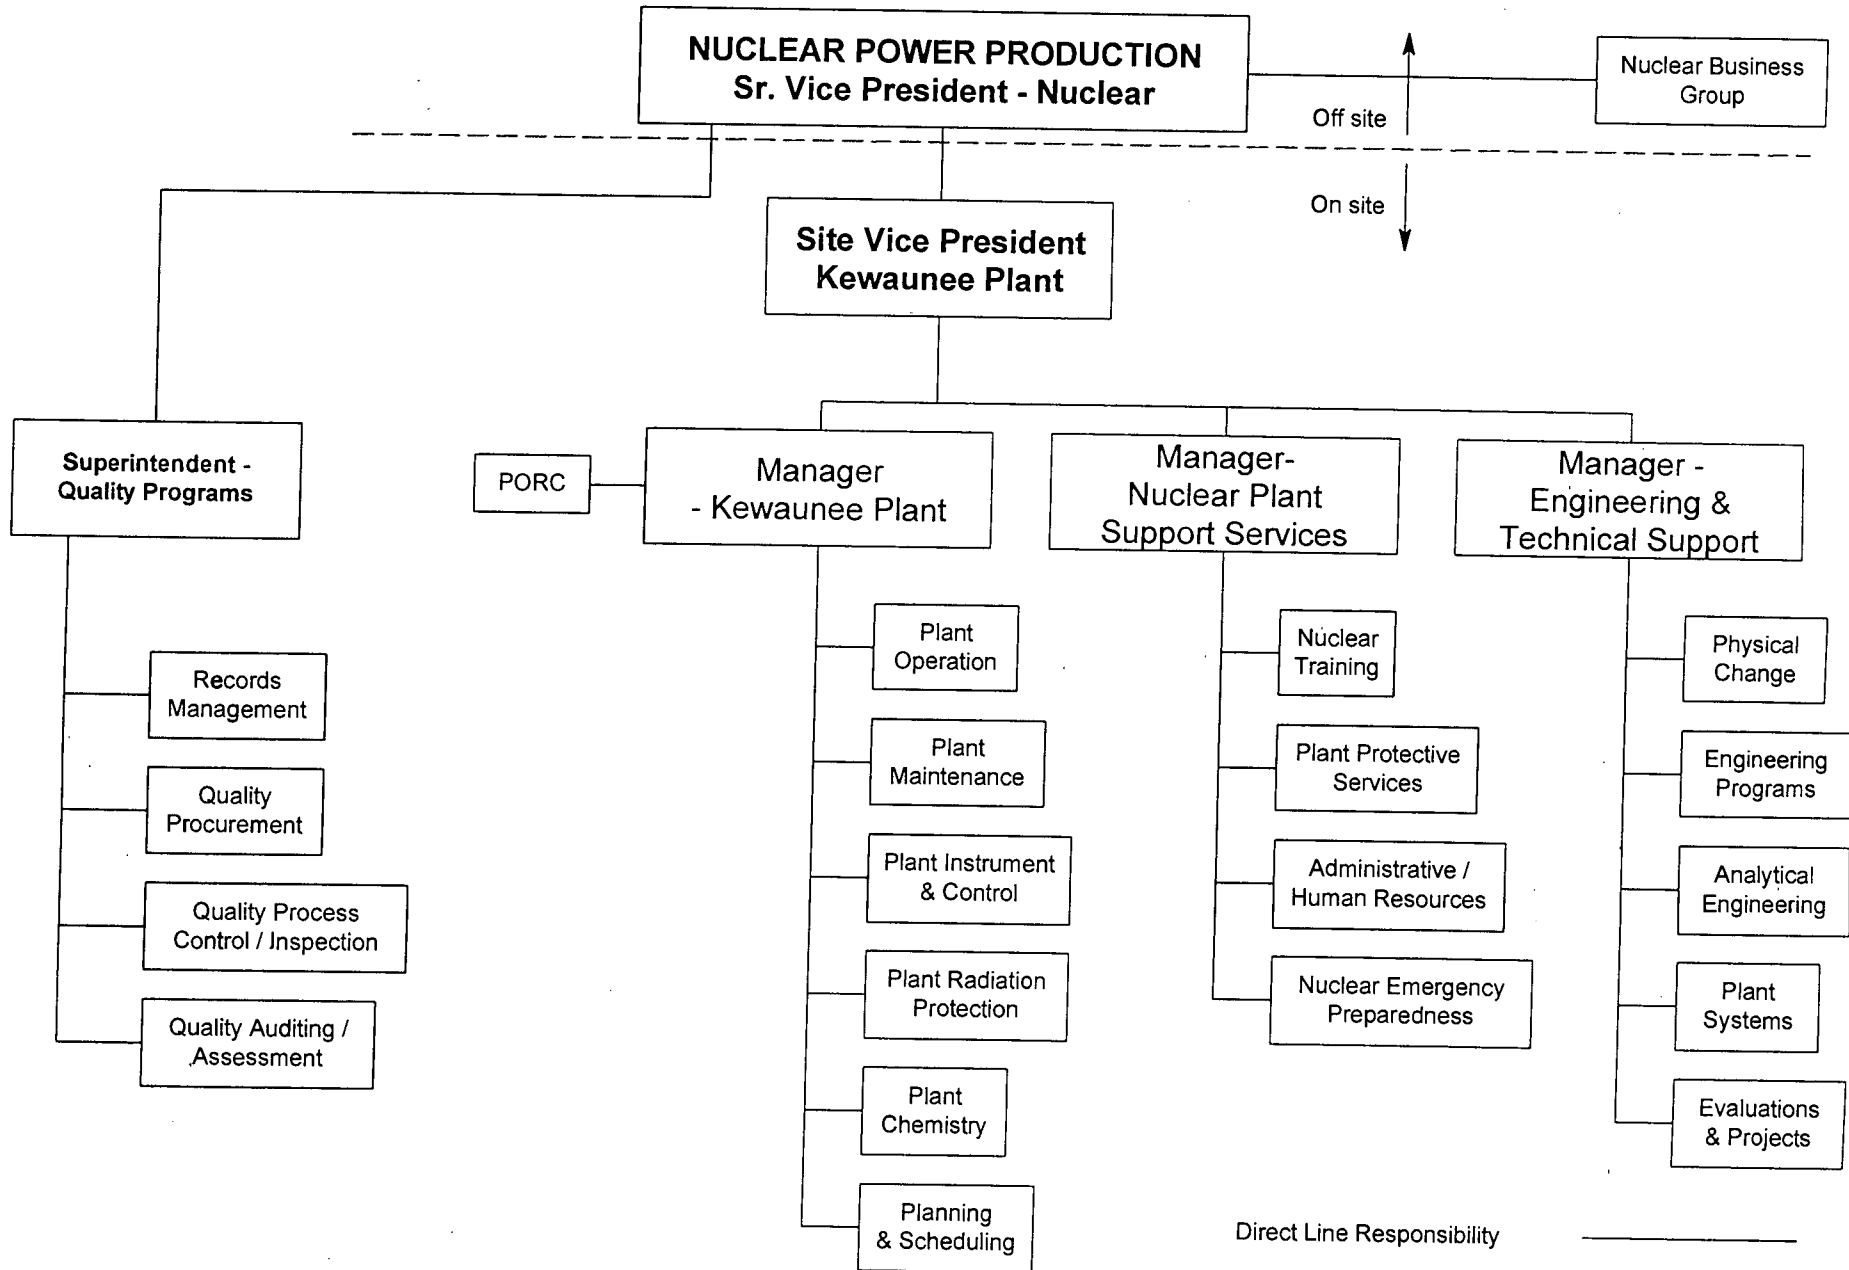 NUCLEAR POWER PRODUCTION
Sr. Vice President - Nuclear
Nuclear Business
Group
Off site
On site
Site Vice President
Kewaunee Plant
Superintendent -
Quality Programs
PORC
Manager
- Kewaunee Plant
Manager-
Nuclear Plant
Support Services
Manager -
Engineering &
Technical Support
Records
Management
Quality
Procurement
Quality Process
Control / Inspection
Quality Auditing /
Assessment
Plant
Operation
Plant
Maintenance
Plant Instrument
& Control
Plant Radiation
Protection
Plant
Chemistry
Planning
& Scheduling
Nuclear
Training
Plant Protective
Services
Administrative /
Human Resources
Nuclear Emergency
Preparedness
Physical
Change
Engineering
Programs
Analytical
Engineering
Plant
Systems
Evaluations
& Projects
Direct Line Responsibility